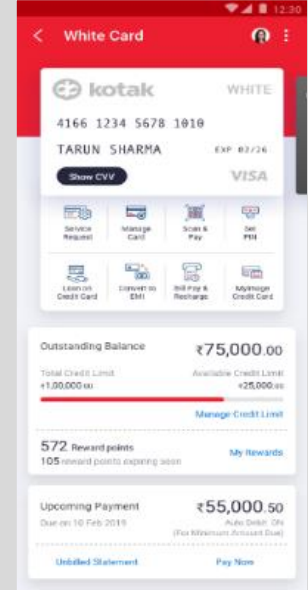 12:30
White Card
kotak WHITE
4166 1234 5678 1010
TARUN SHARMA EXP 02/26
Show CVV VISA
Service Request
Manage Card
Scan & Pay
Set PIN
Loan on Credit Card
Convert to EMI
Bill Pay & Recharge
MyImage Credit Card
Outstanding Balance ₹75,000.00
Total Credit Limit Available Credit Limit
₹1,00,000.00 ₹25,000.00
Manage Credit Limit
572 Reward points
105 reward points expiring soon
My Rewards
Upcoming Payment ₹55,000.50
Due on 10 Feb 2019 Auto Debit: ON
(For Minimum Amount Due)
Unbilled Statement Pay Now